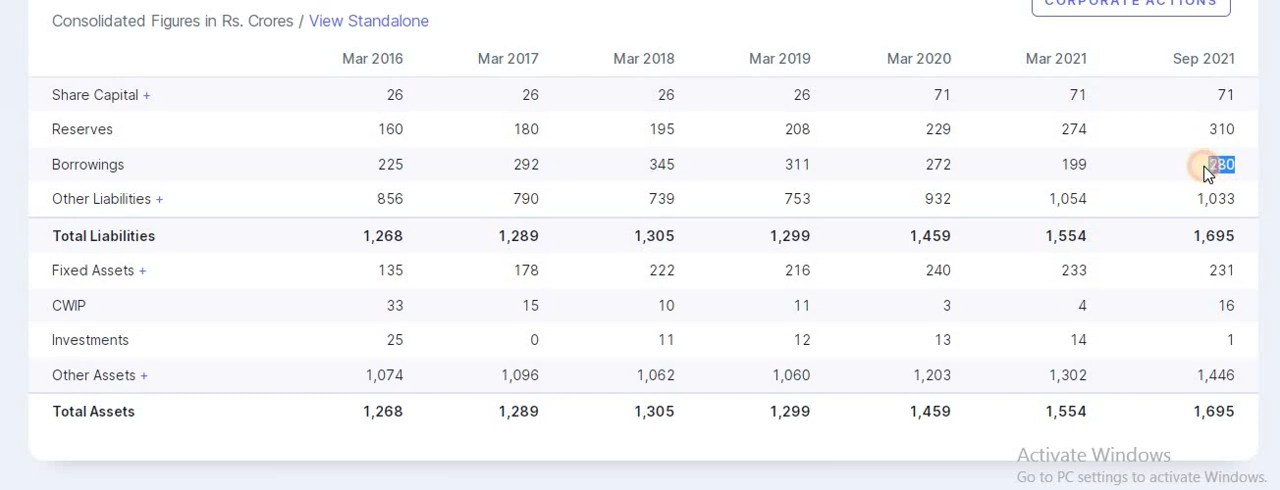 CORPORATE ACTIONS
Consolidated Figures in Rs. Crores / View Standalone
Mar 2016 Mar 2017 Mar 2018 Mar 2019 Mar 2020 Mar 2021 Sep 2021
Share Capital + 26 26 26 26 71 71 71
Reserves 160 180 195 208 229 274 310
Borrowings 225 292 345 311 272 199 280
Other Liabilities + 856 790 739 753 932 1,054 1,033
Total Liabilities 1,268 1,289 1,305 1,299 1,459 1,554 1,695
Fixed Assets + 135 178 222 216 240 233 231
CWIP 33 15 10 11 3 4 16
Investments 25 0 11 12 13 14 1
Other Assets + 1,074 1,096 1,062 1,060 1,203 1,302 1,446
Total Assets 1,268 1,289 1,305 1,299 1,459 1,554 1,695
Activate Windows
Go to PC settings to activate Windows.